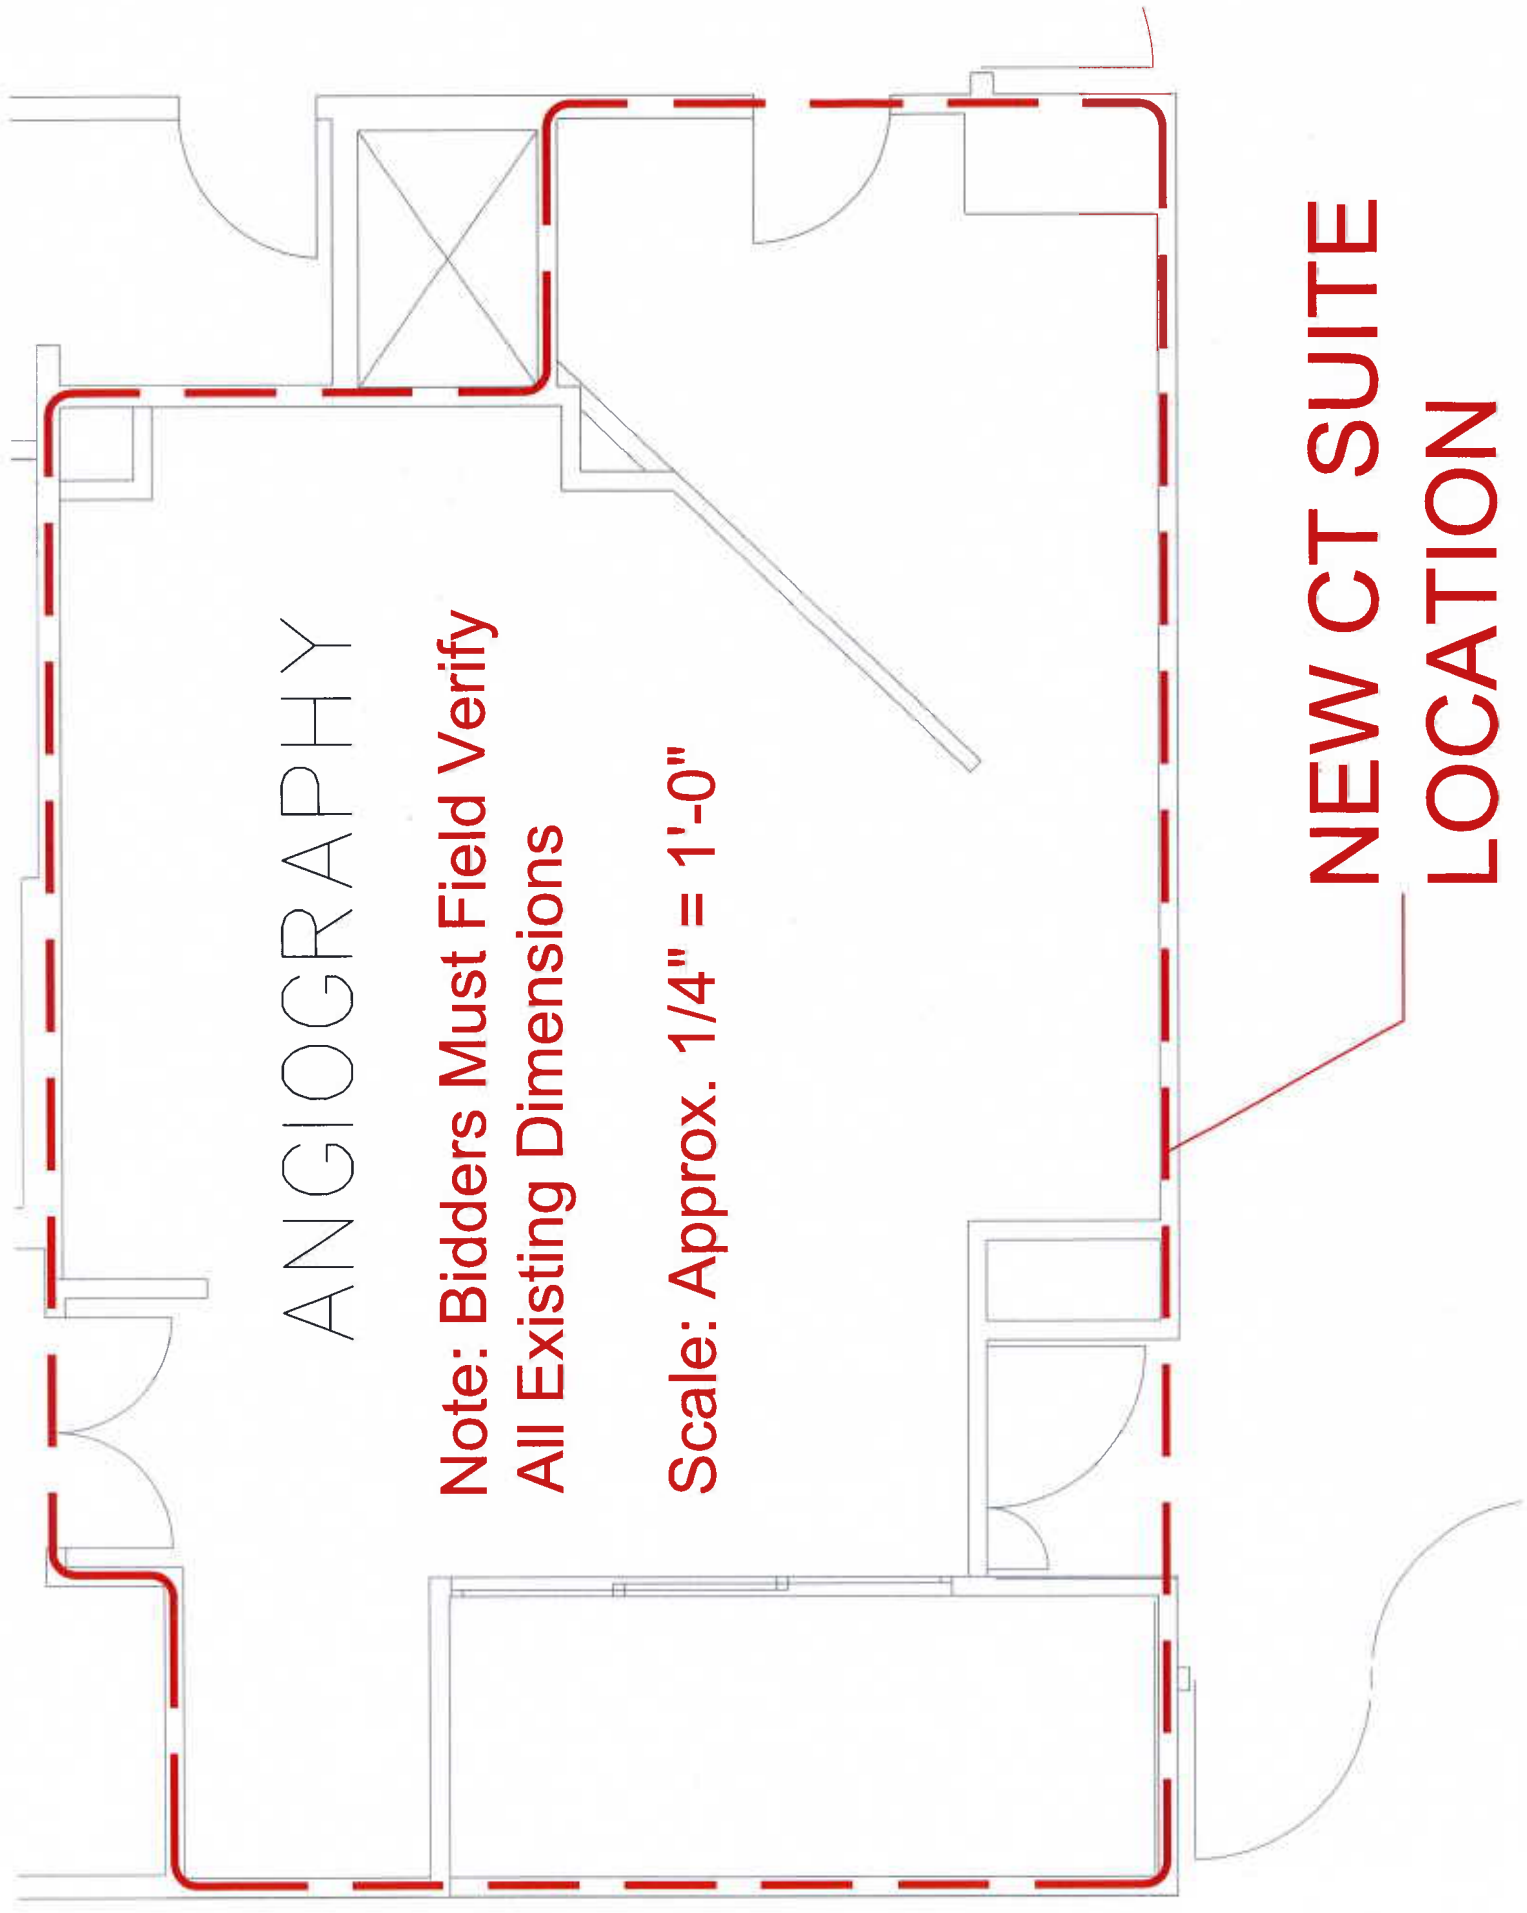 ANGIOGRAPHY
Note: Bidders Must Field Verify
All Existing Dimensions
Scale: Approx. 1/4" = 1'-0"
NEW CT SUITE
LOCATION